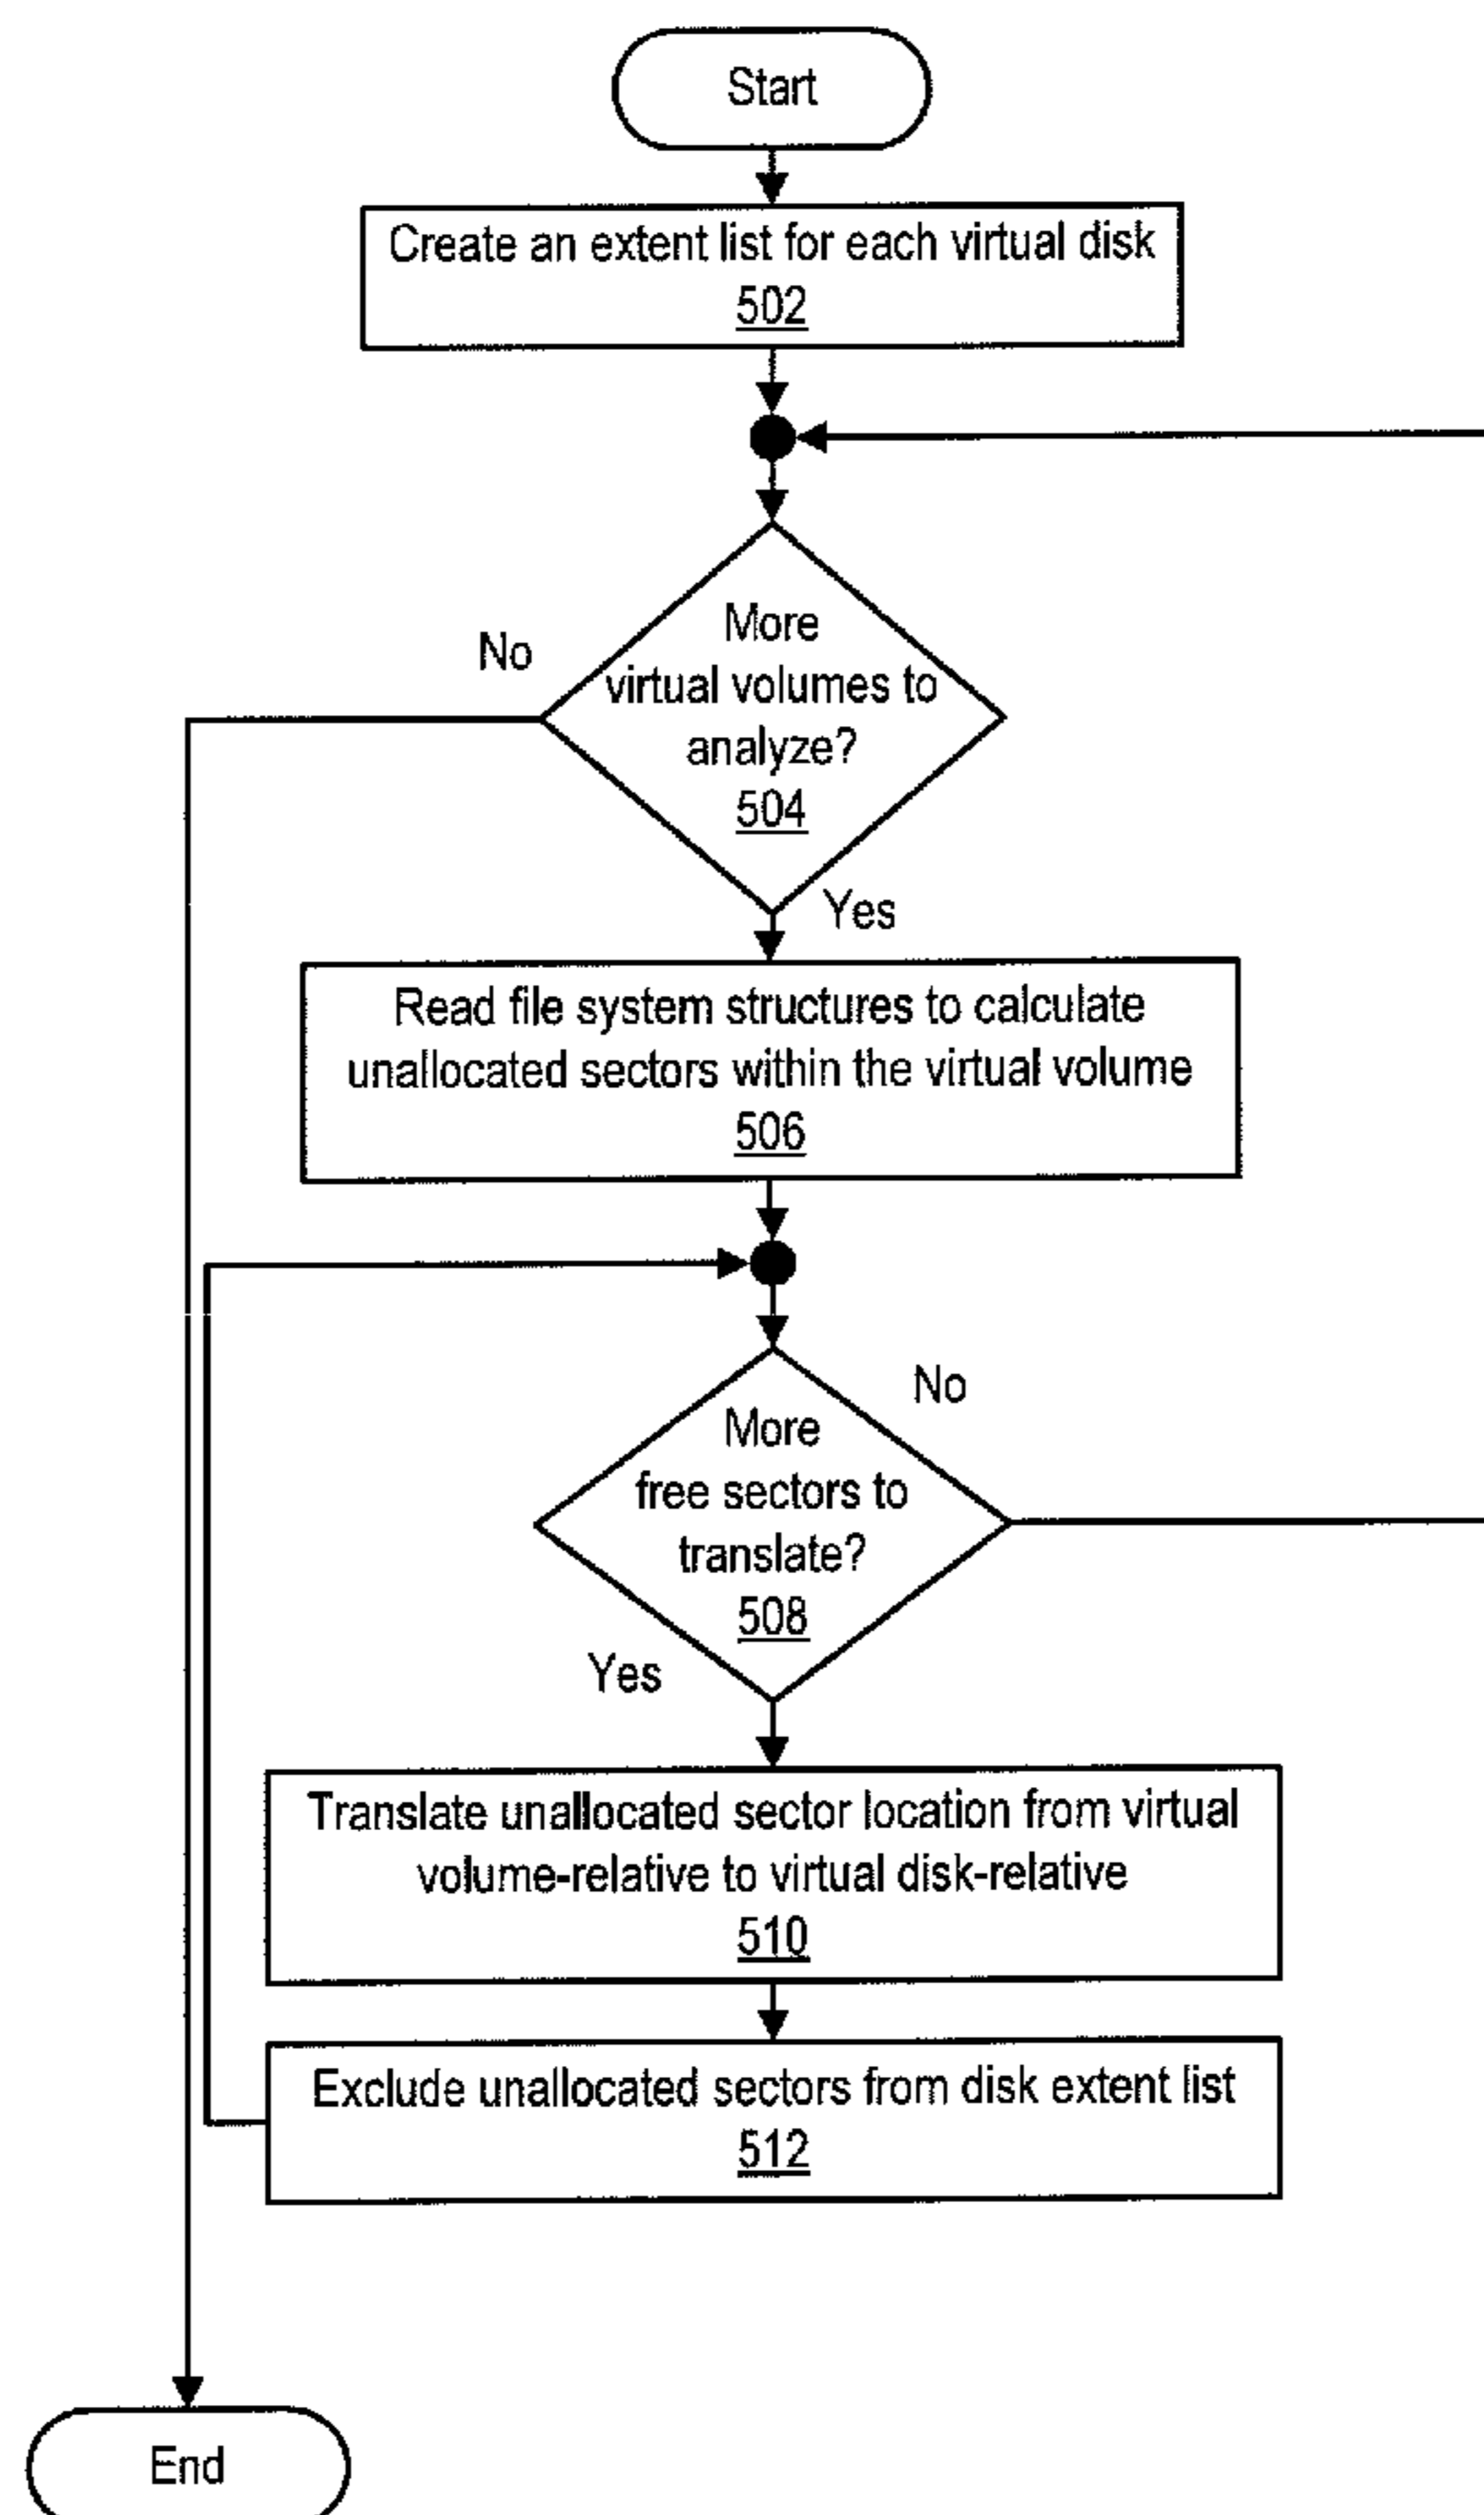 Start
Create an extent list for each virtual disk
502
More
virtual volumes to
analyze?
504
No
Yes
Read file system structures to calculate
unallocated sectors within the virtual volume
506
More
free sectors to
translate?
508
No
Yes
Translate unallocated sector location from virtual
volume-relative to virtual disk-relative
510
Exclude unallocated sectors from disk extent list
512
End